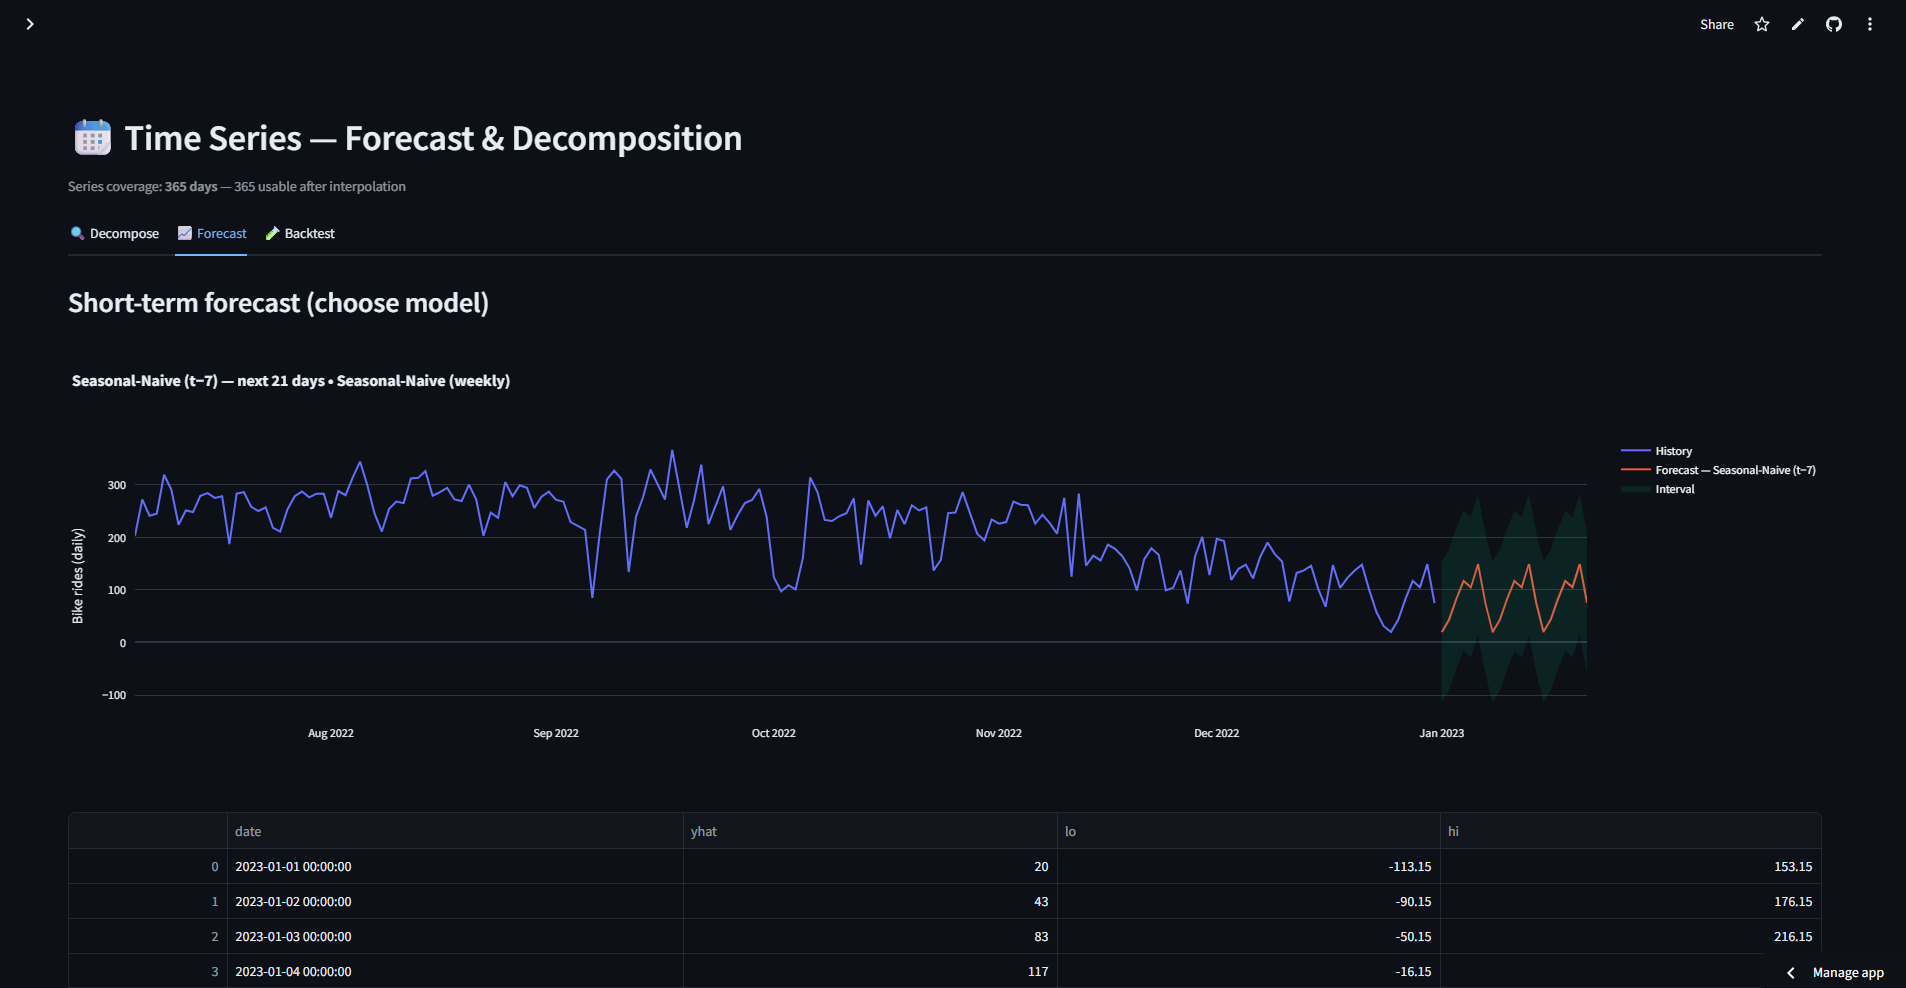 Share
Time Series — Forecast & Decomposition
Series coverage: 365 days — 365 usable after interpolation
Decompose Forecast Backtest
Short-term forecast (choose model)
Seasonal-Naive (t−7) — next 21 days • Seasonal-Naive (weekly)
History
Forecast — Seasonal-Naive (t−7)
Interval
Bike rides (daily)
300
200
100
0
−100
Aug 2022 Sep 2022 Oct 2022 Nov 2022 Dec 2022 Jan 2023
date yhat lo hi
0 2023-01-01 00:00:00 20 -113.15 153.15
1 2023-01-02 00:00:00 43 -90.15 176.15
2 2023-01-03 00:00:00 83 -50.15 216.15
3 2023-01-04 00:00:00 117 -16.15
Manage app